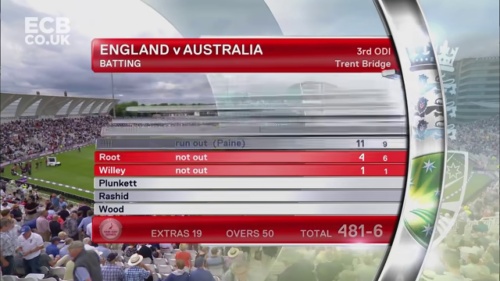 ECB
CO.UK
ENGLAND v AUSTRALIA 3rd ODI
BATTING Trent Bridge
run out (Paine) 11 9
Root not out 4 6
Willey not out 1 1
Plunkett
Rashid
Wood
EXTRAS 19 OVERS 50 TOTAL 481-6
ECB